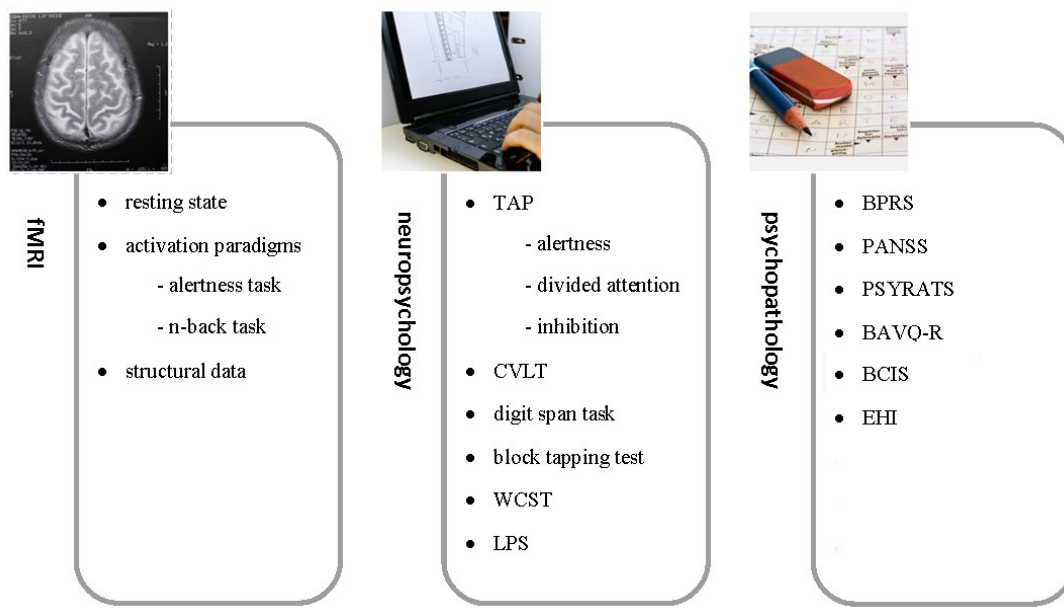 fMRI
• resting state
• activation paradigms
- alertness task
- n-back task
• structural data
neuropsychology
• TAP
- alertness
- divided attention
- inhibition
• CVLT
• digit span task
• block tapping test
• WCST
• LPS
psychopathology
• BPRS
• PANSS
• PSYRATS
• BAVQ-R
• BCIS
• EHI